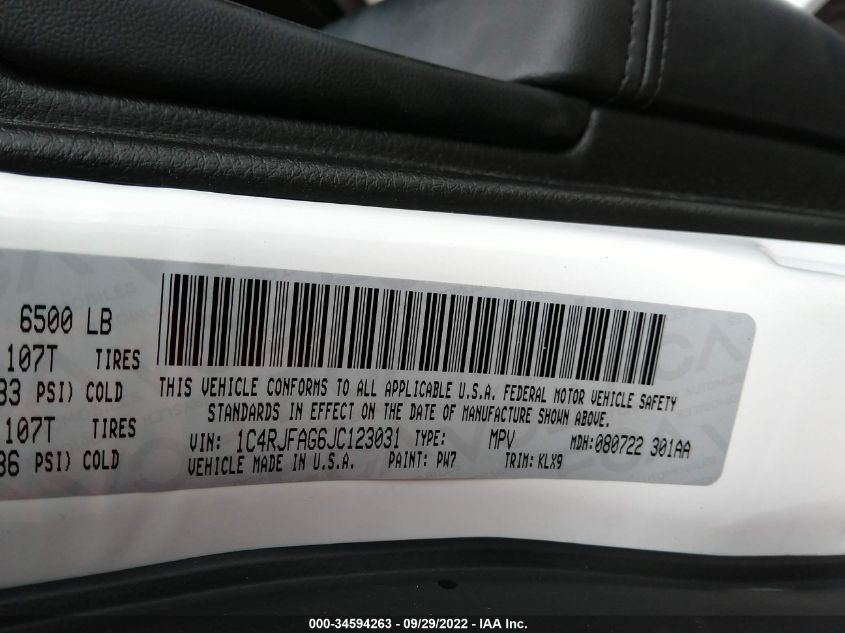 6500 LB
107T TIRES
PSI) COLD
107T TIRES
PSI) COLD
THIS VEHICLE CONFORMS TO ALL APPLICABLE U.S.A. FEDERAL MOTOR VEHICLE SAFETY
STANDARDS IN EFFECT ON THE DATE OF MANUFACTURE SHOWN ABOVE.
VIN: 1C4RJFAG6JC123031 TYPE: MPV MDH:080722 301AA
VEHICLE MADE IN U.S.A. PAINT: PW7 TRIM: KLX9
000-34594263 - 09/29/2022 - IAA Inc.